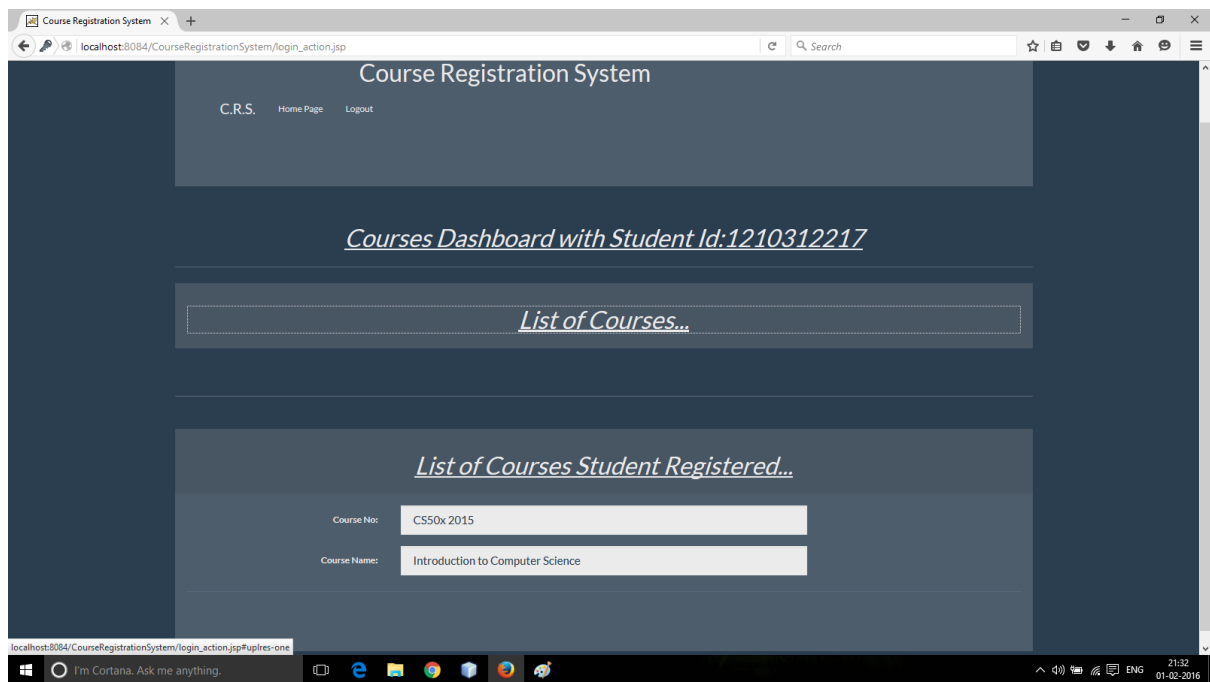 Course Registration System
localhost:8084/CourseRegistrationSystem/login_action.jsp
Search
Course Registration System
C.R.S. Home Page Logout
Courses Dashboard with Student Id:1210312217
List of Courses...
List of Courses Student Registered...
Course No: CS50x 2015
Course Name: Introduction to Computer Science
localhost:8084/CourseRegistrationSystem/login_action.jsp#uplres-one
I'm Cortana. Ask me anything.
ENG
21:32
01-02-2016